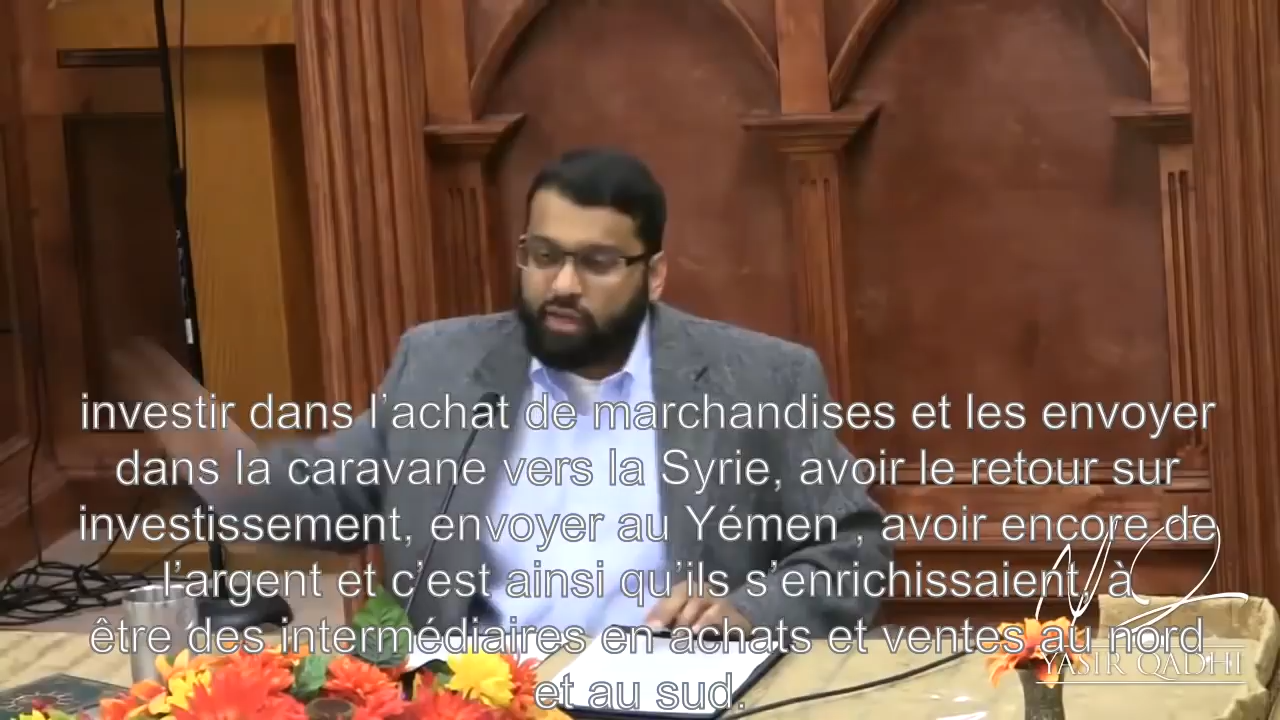 investir dans l’achat de marchandises et les envoyer
dans la caravane vers la Syrie, avoir le retour sur
investissement, envoyer au Yémen , avoir encore de
l’argent et c’est ainsi qu’ils s’enrichissaient, à
être des intermédiaires en achats et ventes au nord
et au sud.
YASIR QADHI